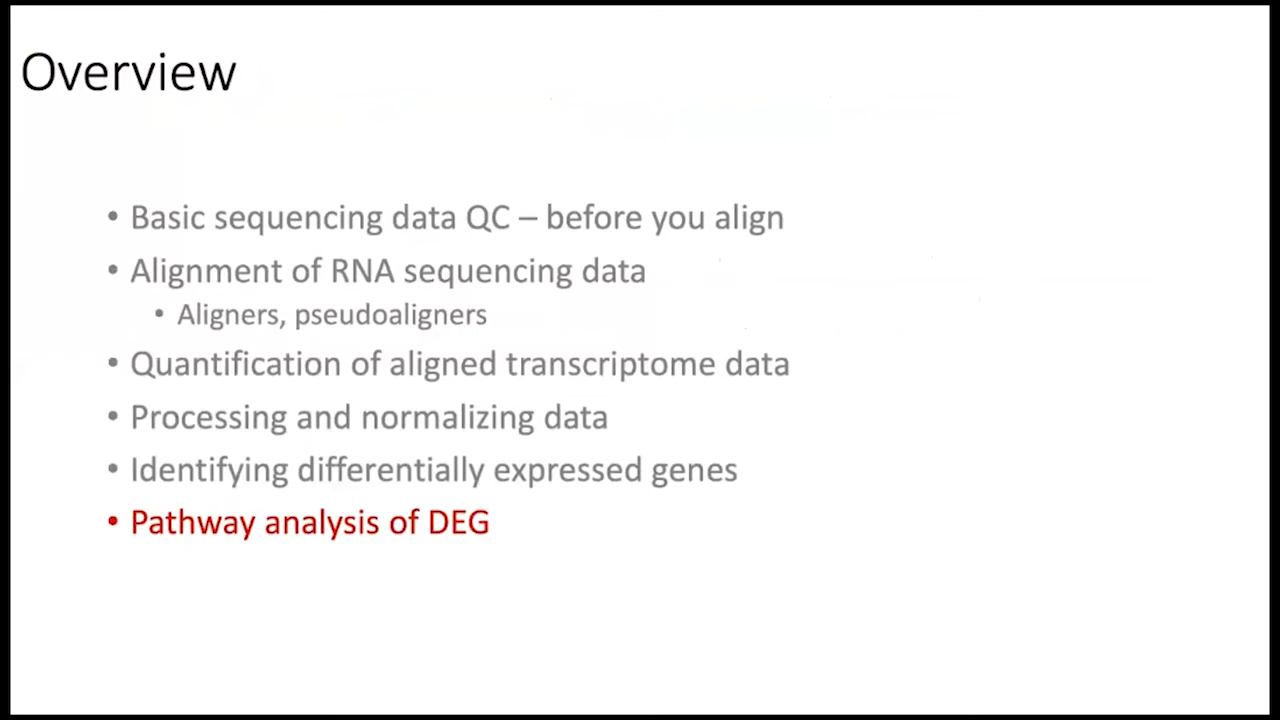 Overview
• Basic sequencing data QC – before you align
• Alignment of RNA sequencing data
• Aligners, pseudoaligners
• Quantification of aligned transcriptome data
• Processing and normalizing data
• Identifying differentially expressed genes
• Pathway analysis of DEG